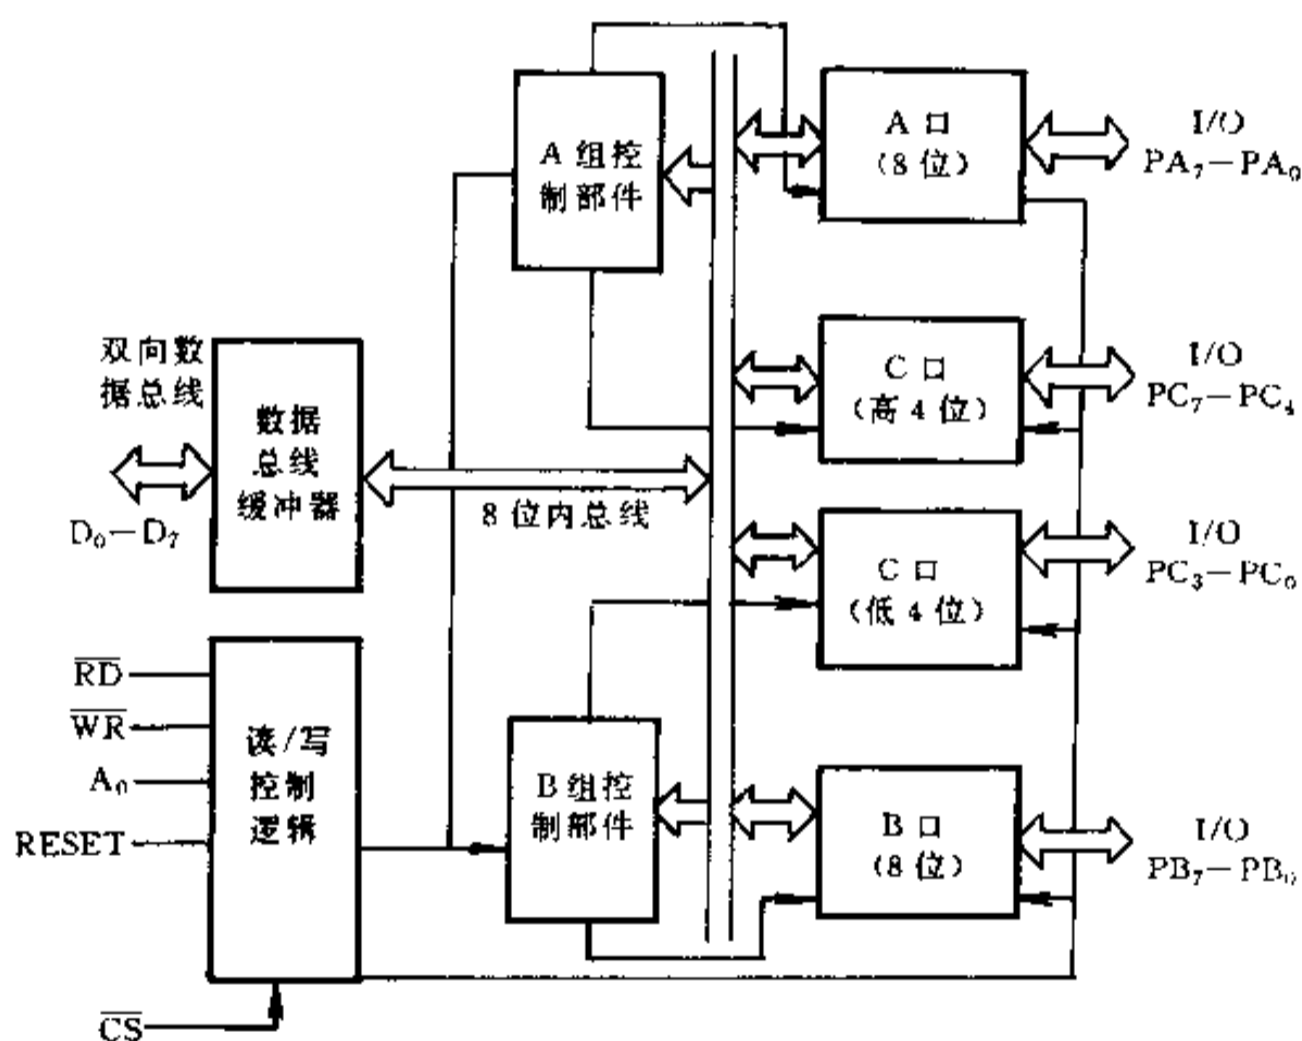 A 组控
制部件
A 口
(8 位)
I/O
PA₇－PA₀
双向数
据总线
数据
总线
缓冲器
D₀－D₇
8 位内总线
C 口
(高 4 位)
I/O
PC₇－PC₄
C 口
(低 4 位)
I/O
PC₃－PC₀
R̅D̅
W̅R̅
A₀
RESET
读/写
控制
逻辑
B 组控
制部件
B 口
(8 位)
I/O
PB₇－PB₀
C̅S̅